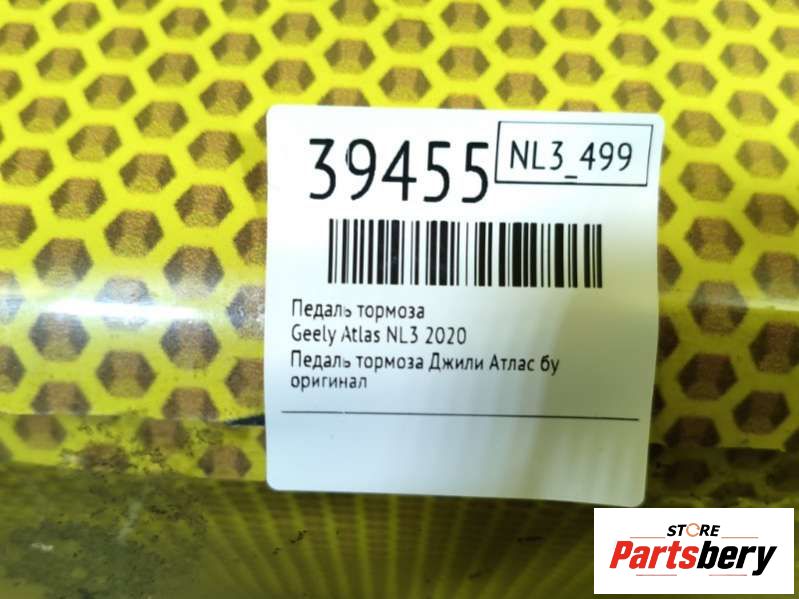 39455
NL3_499
Педаль тормоза
Geely Atlas NL3 2020
Педаль тормоза Джили Атлас бу
оригинал
STORE
Partsbery